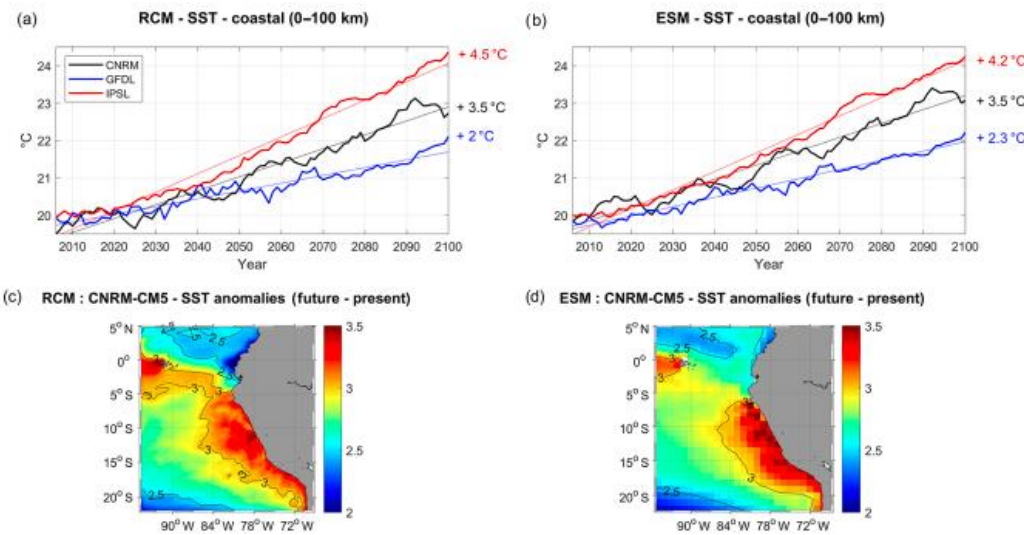 (a) RCM - SST - coastal (0–100 km)
24
23
22
21
20
°C
CNRM
GFDL
IPSL
+ 4.5 °C
+ 3.5 °C
+ 2 °C
2010 2020 2030 2040 2050 2060 2070 2080 2090 2100
Year
(b) ESM - SST - coastal (0–100 km)
24
23
22
21
20
°C
+ 4.2 °C
+ 3.5 °C
+ 2.3 °C
2010 2020 2030 2040 2050 2060 2070 2080 2090 2100
Year
(c) RCM : CNRM-CM5 - SST anomalies (future - present)
5° N
0°
5° S
10° S
15° S
20° S
90° W 84° W 78° W 72° W
2.5
2.5
3
3
3
3
3
2.5
3.5
3
2.5
2
(d) ESM : CNRM-CM5 - SST anomalies (future - present)
5° N
0°
5° S
10° S
15° S
20° S
90° W 84° W 78° W 72° W
2.5
3
3
3
2.5
3.5
3
2.5
2